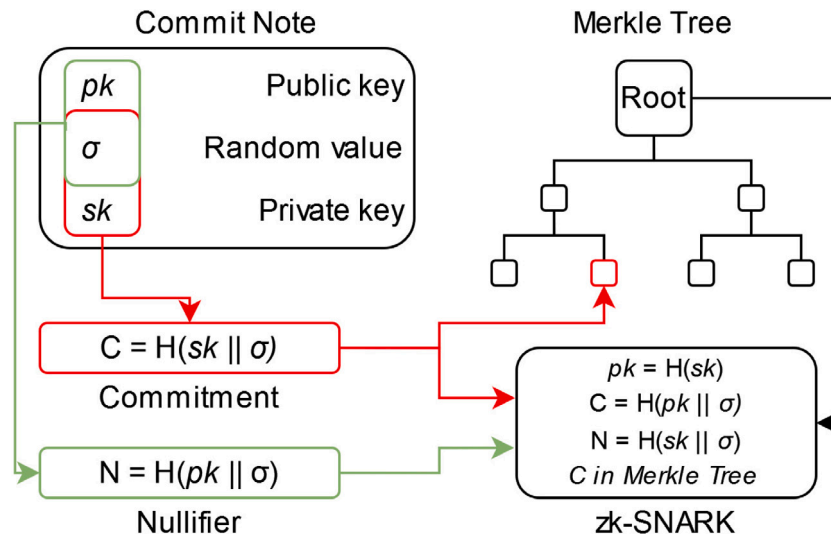 Commit Note
pk Public key
σ Random value
sk Private key
C = H(sk || σ)
Commitment
N = H(pk || σ)
Nullifier
Merkle Tree
Root
pk = H(sk)
C = H(pk || σ)
N = H(sk || σ)
C in Merkle Tree
zk-SNARK